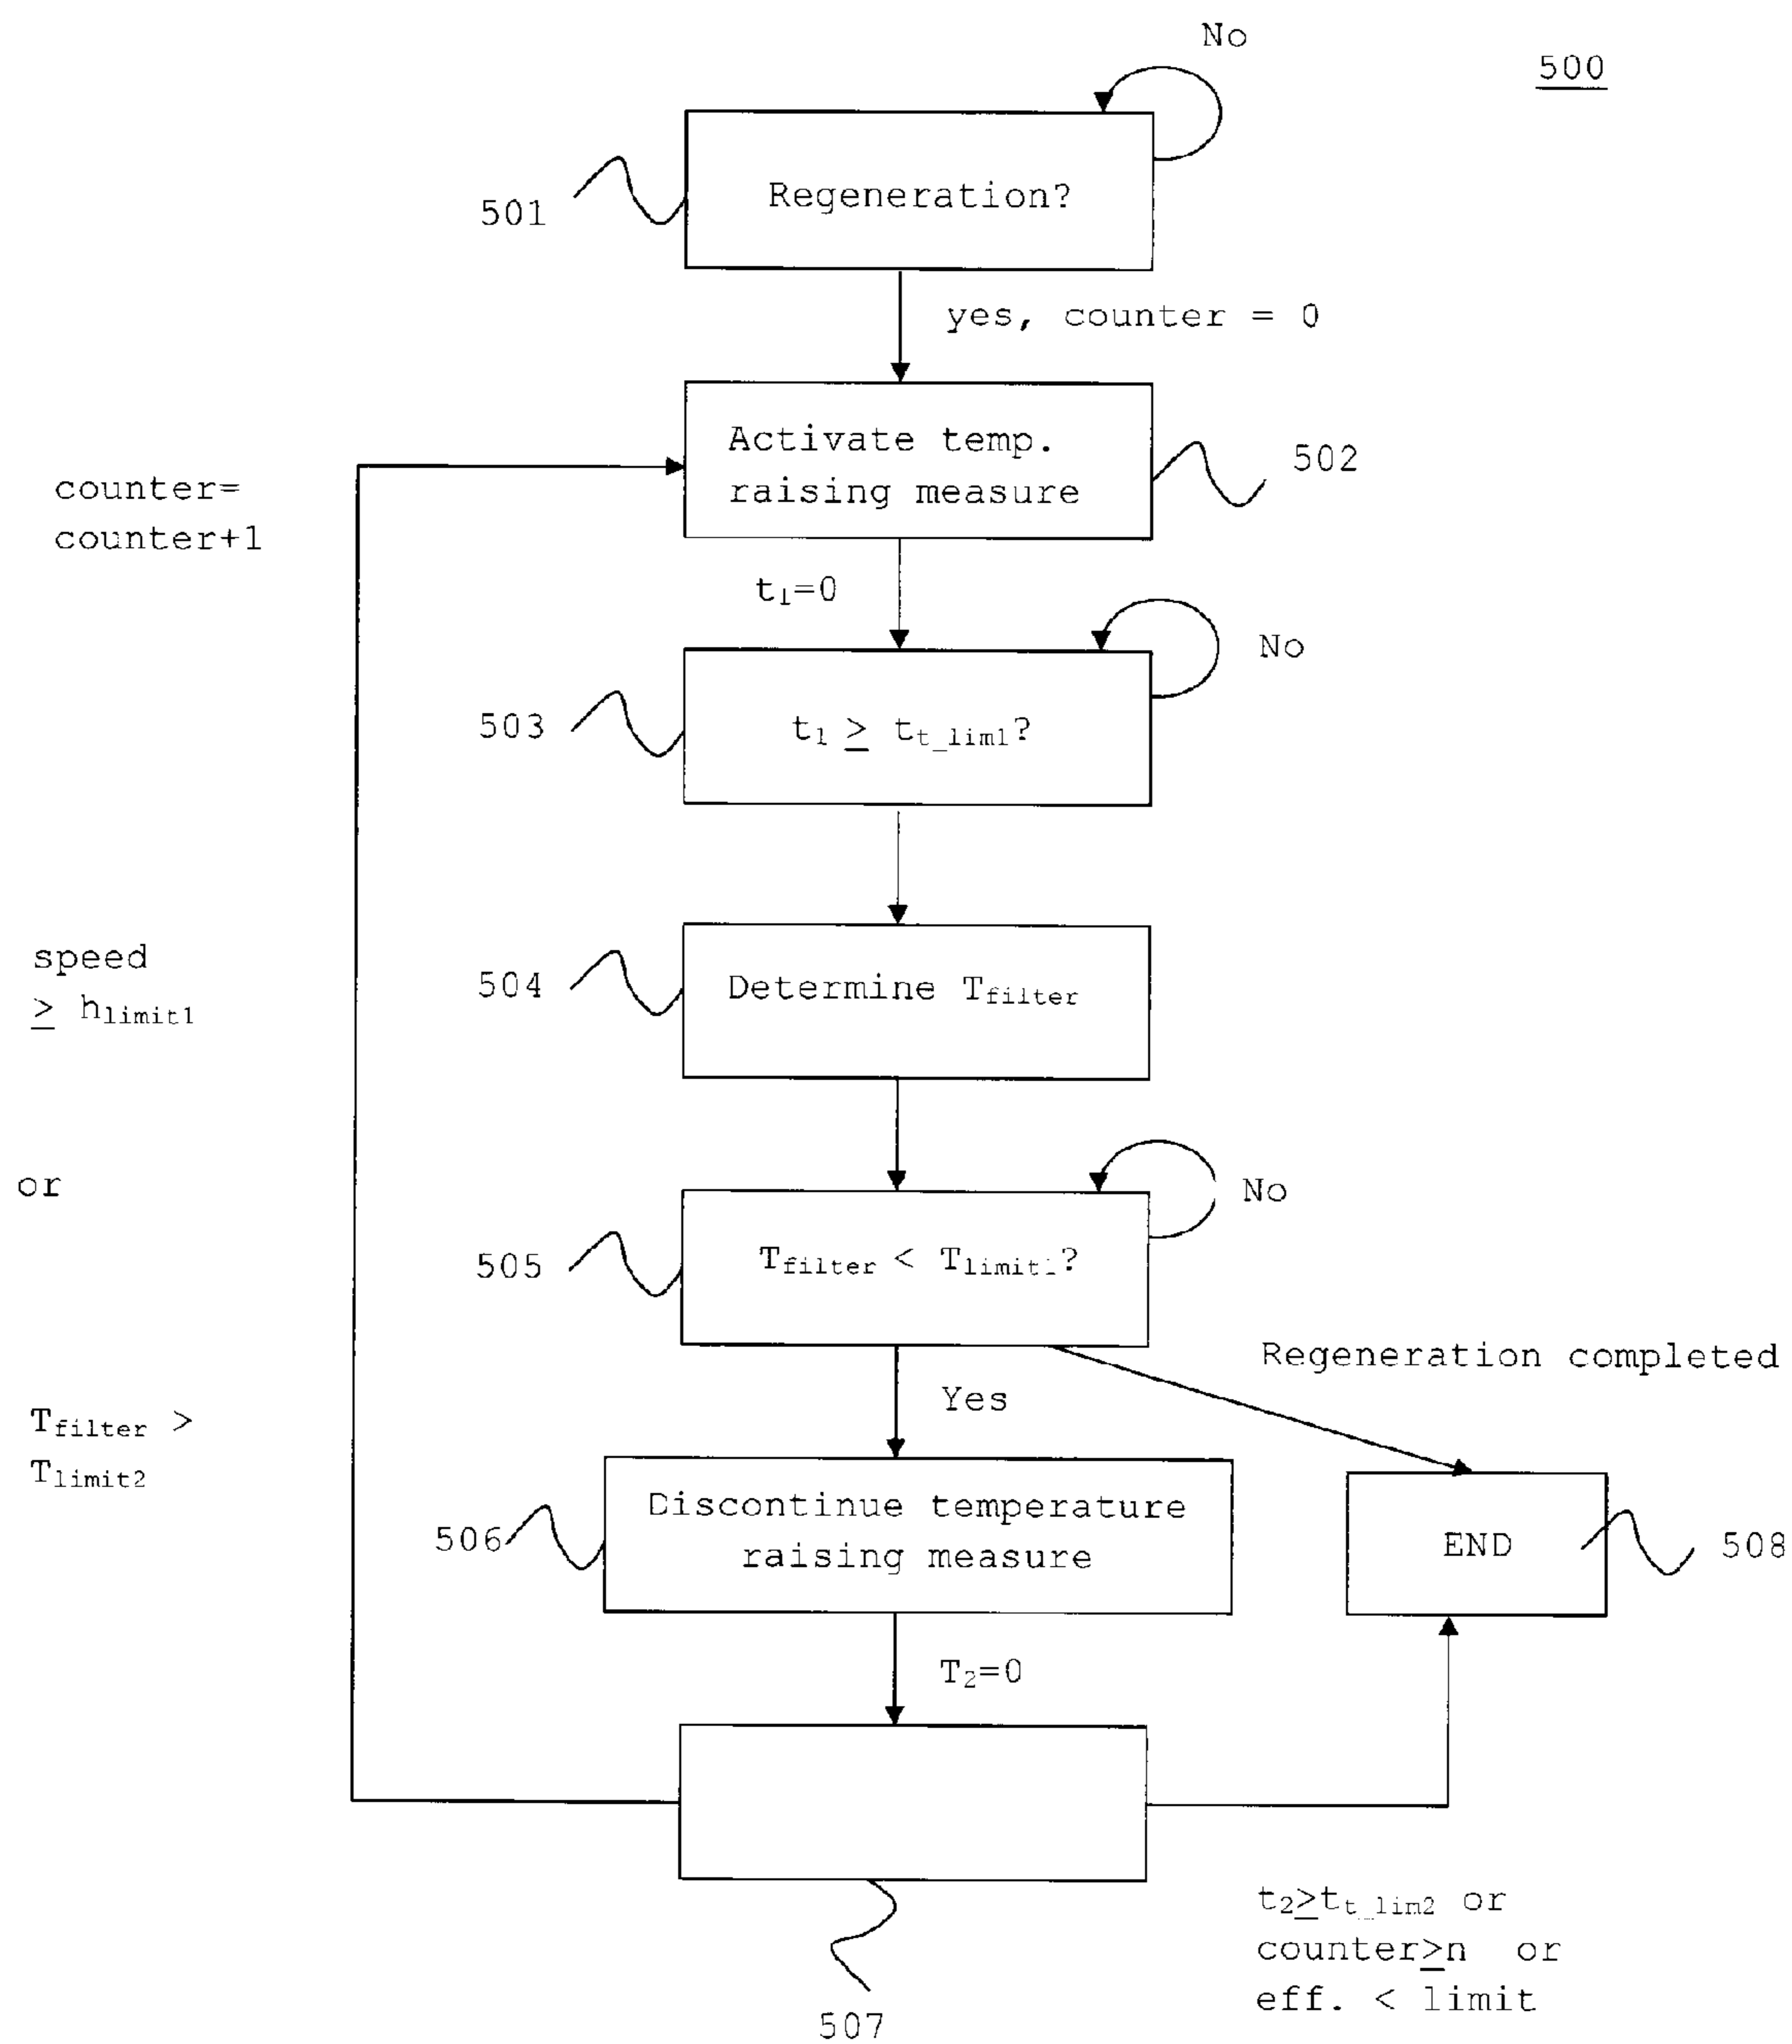 No
500
501
Regeneration?
yes, counter = 0
Activate temp.
raising measure
502
counter=
counter+1
t₁=0
No
503
t₁ ≥ tt_lim1?
speed
≥ hlimit1
504
Determine Tfilter
or
No
505
Tfilter < Tlimit1?
Regeneration completed
Yes
Tfilter >
Tlimit2
506
Discontinue temperature
raising measure
END
508
T₂=0
t₂≥tt_lim2 or
counter≥n or
eff. < limit
507